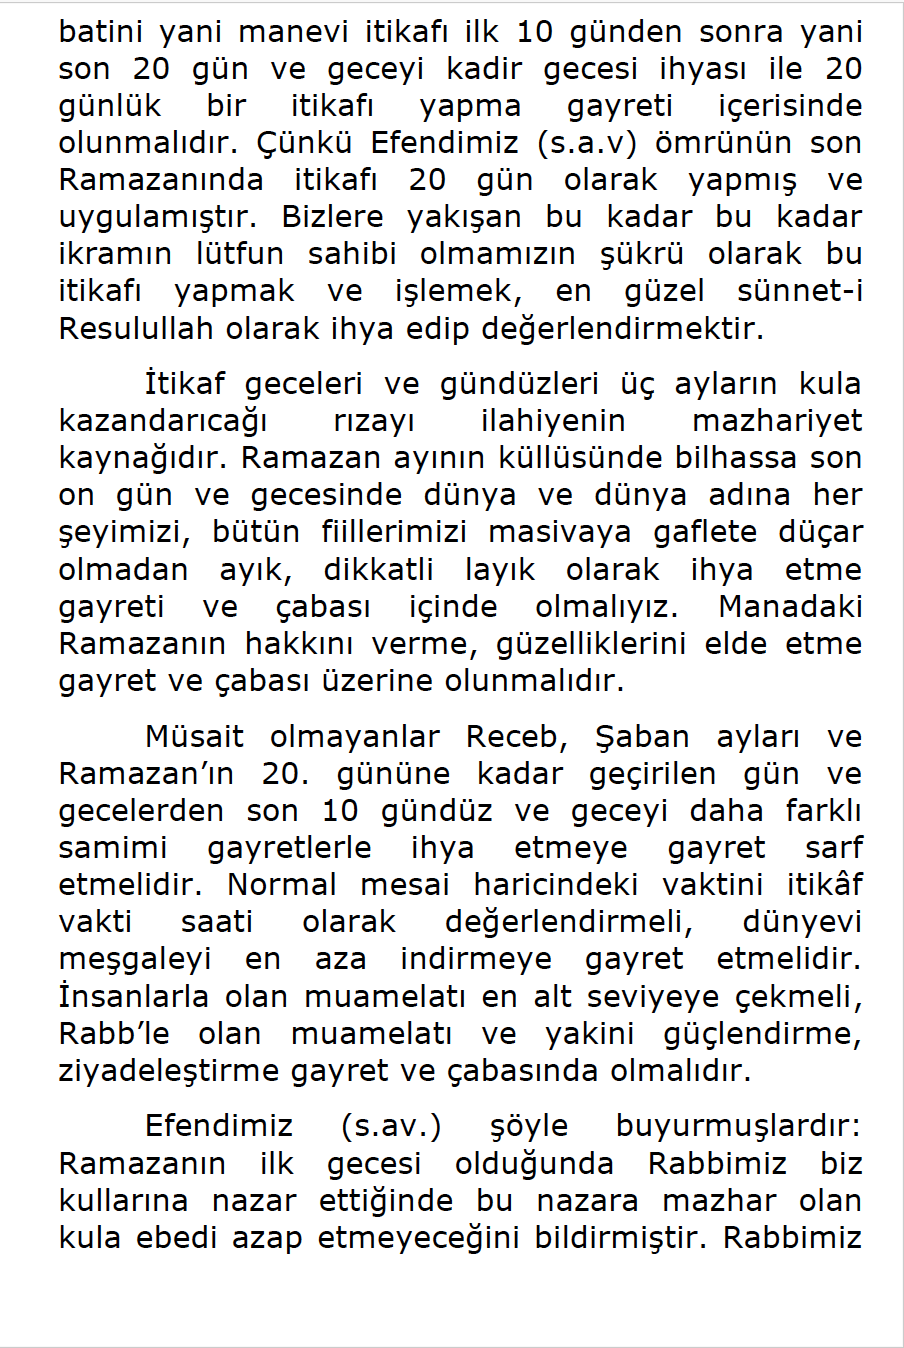 batini yani manevi itikafı ilk 10 günden sonra yani
son 20 gün ve geceyi kadir gecesi ihyası ile 20
günlük bir itikafı yapma gayreti içerisinde
olunmalıdır. Çünkü Efendimiz (s.a.v) ömrünün son
Ramazanında itikafı 20 gün olarak yapmış ve
uygulamıştır. Bizlere yakışan bu kadar bu kadar
ikramın lütfun sahibi olmamızın şükrü olarak bu
itikafı yapmak ve işlemek, en güzel sünnet-i
Resulullah olarak ihya edip değerlendirmektir.
İtikaf geceleri ve gündüzleri üç ayların kula
kazandarıcağı rızayı ilahiyenin mazhariyet
kaynağıdır. Ramazan ayının küllüsünde bilhassa son
on gün ve gecesinde dünya ve dünya adına her
şeyimizi, bütün fiillerimizi masivaya gaflete düçar
olmadan ayık, dikkatli layık olarak ihya etme
gayreti ve çabası içinde olmalıyız. Manadaki
Ramazanın hakkını verme, güzelliklerini elde etme
gayret ve çabası üzerine olunmalıdır.
Müsait olmayanlar Receb, Şaban ayları ve
Ramazan’ın 20. gününe kadar geçirilen gün ve
gecelerden son 10 gündüz ve geceyi daha farklı
samimi gayretlerle ihya etmeye gayret sarf
etmelidir. Normal mesai haricindeki vaktini itikâf
vakti saati olarak değerlendirmeli, dünyevi
meşgaleyi en aza indirmeye gayret etmelidir.
İnsanlarla olan muamelatı en alt seviyeye çekmeli,
Rabb’le olan muamelatı ve yakini güçlendirme,
ziyadeleştirme gayret ve çabasında olmalıdır.
Efendimiz (s.av.) şöyle buyurmuşlardır:
Ramazanın ilk gecesi olduğunda Rabbimiz biz
kullarına nazar ettiğinde bu nazara mazhar olan
kula ebedi azap etmeyeceğini bildirmiştir. Rabbimiz